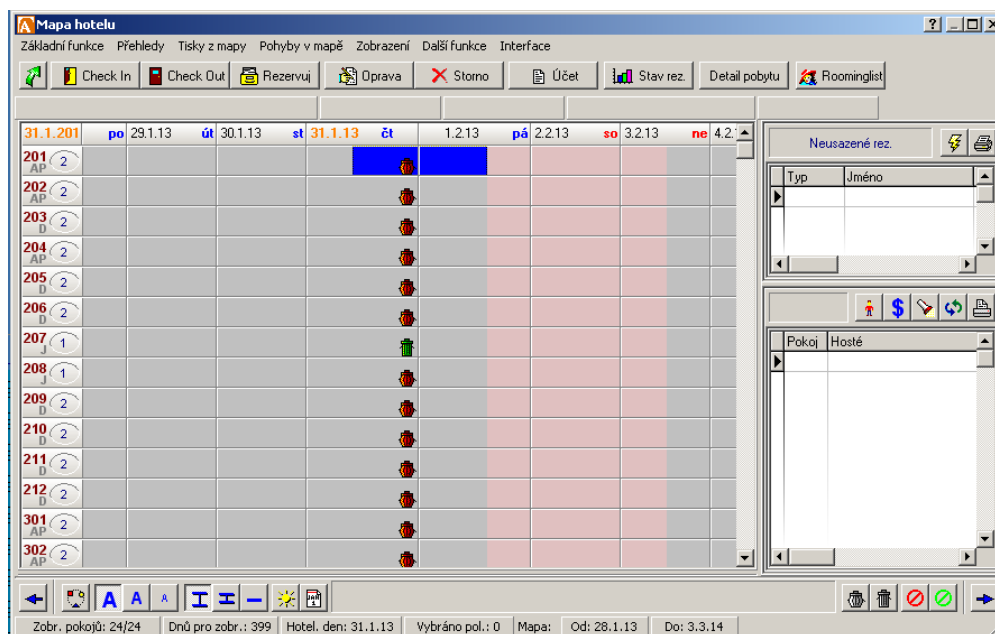 Mapa hotelu
Základní funkce Přehledy Tisky z mapy Pohyby v mapě Zobrazení Další funkce Interface
Check In Check Out Rezervuj Oprava Storno Účet Stav rez. Detail pobytu Roominglist
31.1.201 po 29.1.13 út 30.1.13 st 31.1.13 čt 1.2.13 pá 2.2.13 so 3.2.13 ne 4.2.
Neusazené rez.
Typ Jméno
201 AP 2
202 AP 2
203 D 2
204 AP 2
205 D 2
206 D 2
207 J 1
208 J 1
209 D 2
210 D 2
211 D 2
212 D 2
301 AP 2
302 AP 2
Pokoj Hosté
A A A
Zobr. pokojů: 24/24 Dnů pro zobr.: 399 Hotel. den: 31.1.13 Vybráno pol.: 0 Mapa: Od: 28.1.13 Do: 3.3.14